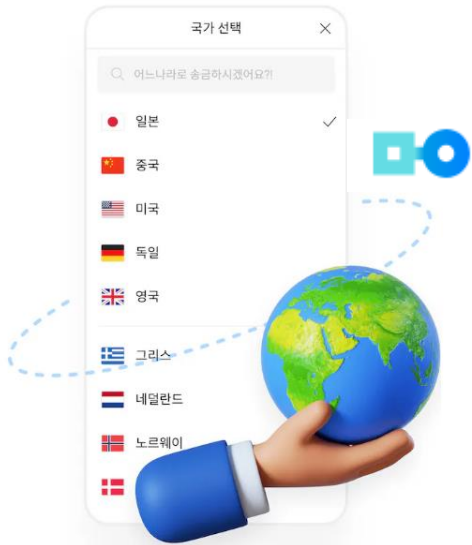 국가 선택
어느나라로 송금하시겠어요?!
일본
중국
미국
독일
영국
그리스
네덜란드
노르웨이